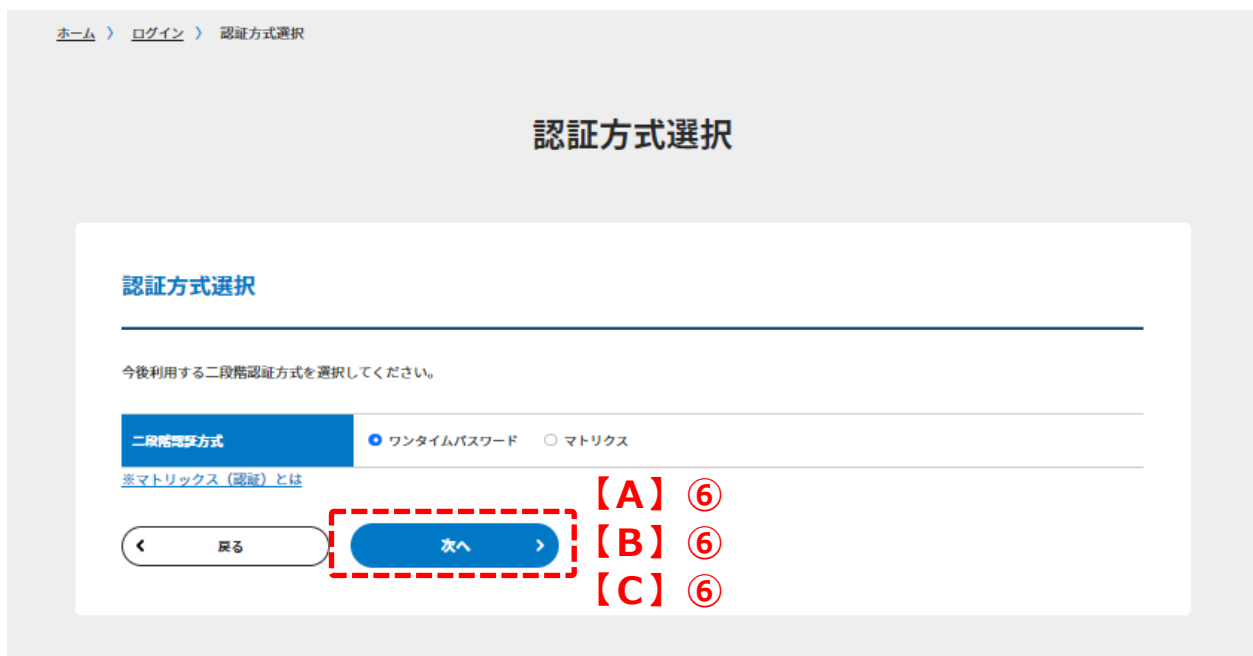 ホーム 〉 ログイン 〉 認証方式選択
認証方式選択
認証方式選択
今後利用する二段階認証方式を選択してください。
二段階認証方式 ワンタイムパスワード マトリクス
※マトリックス（認証）とは
【A】⑥
戻る 次へ 【B】⑥
【C】⑥